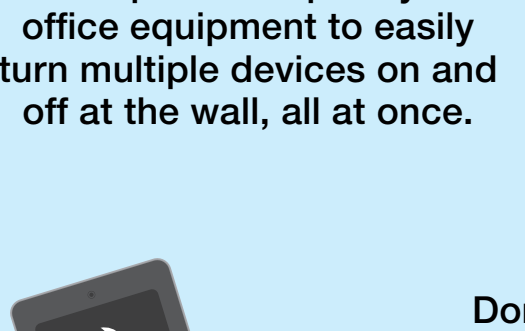 office equipment to easily
turn multiple devices on and
off at the wall, all at once.